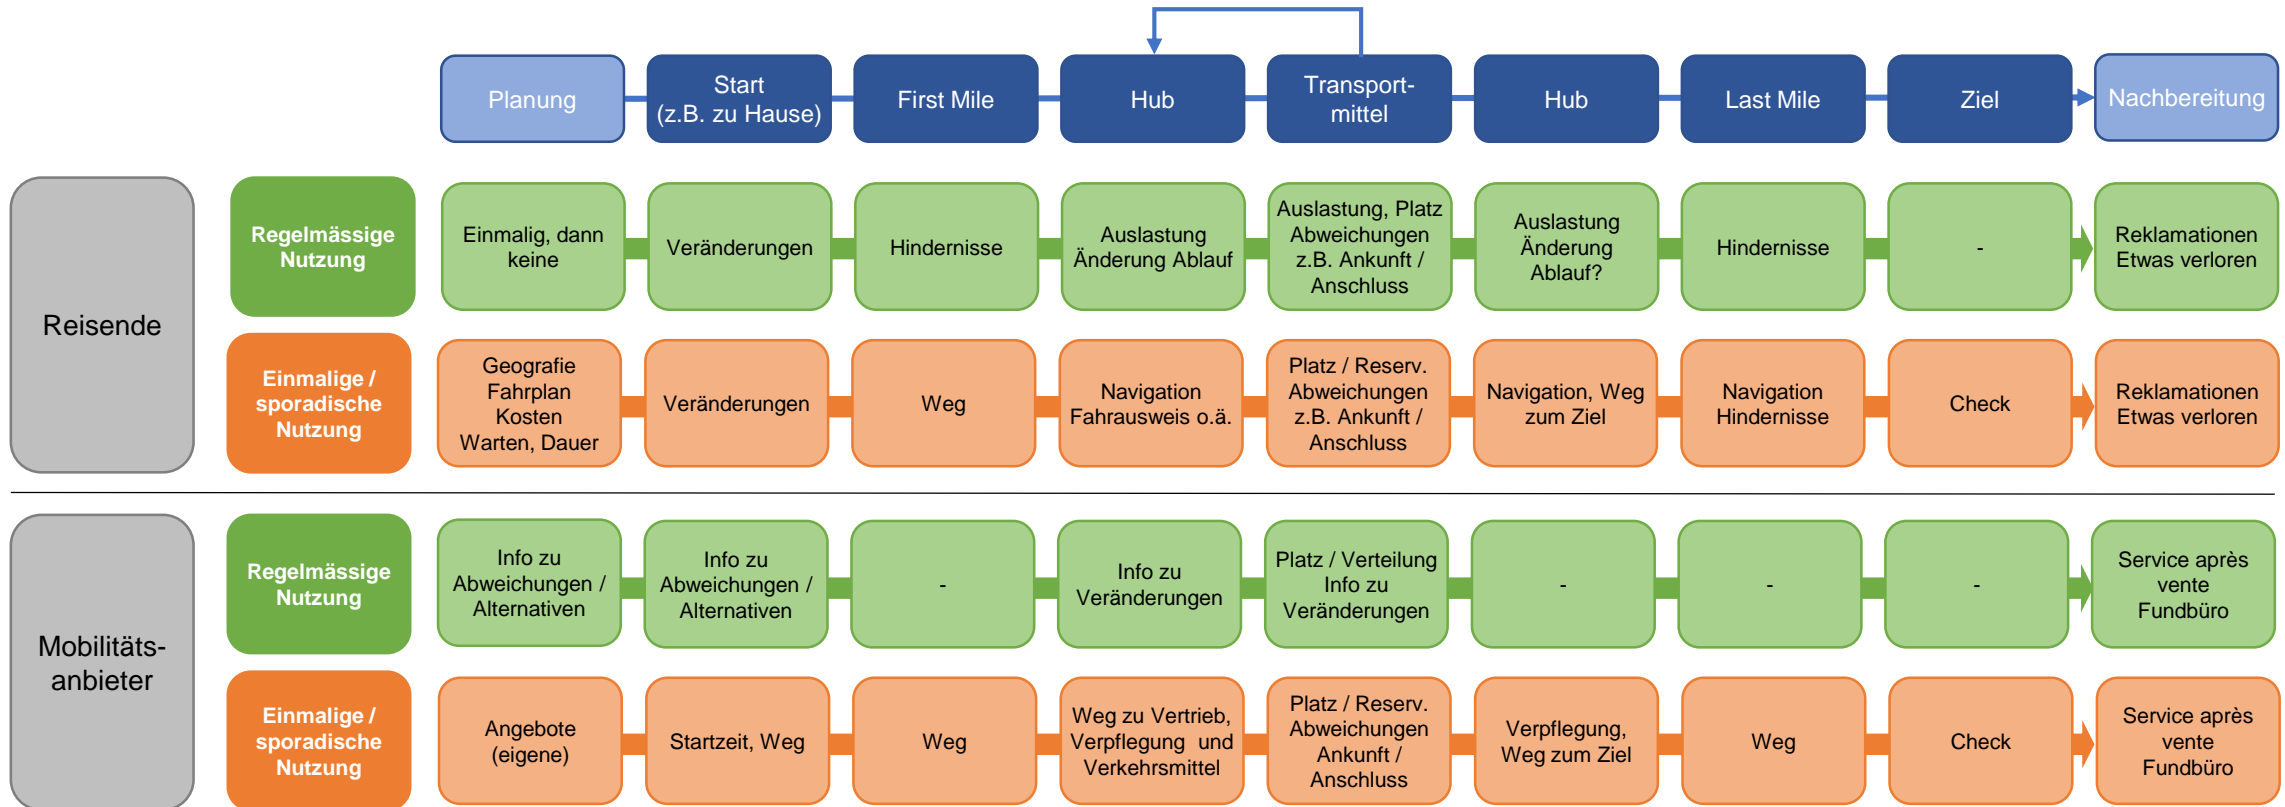 Planung
Start
(z.B. zu Hause)
First Mile
Hub
Transport-
mittel
Hub
Last Mile
Ziel
Nachbereitung
Reisende
Regelmässige
Nutzung
Einmalig, dann
keine
Veränderungen
Hindernisse
Auslastung
Änderung Ablauf
Auslastung, Platz
Abweichungen
z.B. Ankunft /
Anschluss
Auslastung
Änderung
Ablauf?
Hindernisse
-
Reklamationen
Etwas verloren
Einmalige /
sporadische
Nutzung
Geografie
Fahrplan
Kosten
Warten, Dauer
Veränderungen
Weg
Navigation
Fahrausweis o.ä.
Platz / Reserv.
Abweichungen
z.B. Ankunft /
Anschluss
Navigation, Weg
zum Ziel
Navigation
Hindernisse
Check
Reklamationen
Etwas verloren
Mobilitäts-
anbieter
Regelmässige
Nutzung
Info zu
Abweichungen /
Alternativen
Info zu
Abweichungen /
Alternativen
-
Info zu
Veränderungen
Platz / Verteilung
Info zu
Veränderungen
-
-
-
Service après
vente
Fundbüro
Einmalige /
sporadische
Nutzung
Angebote
(eigene)
Startzeit, Weg
Weg
Weg zu Vertrieb,
Verpflegung und
Verkehrsmittel
Platz / Reserv.
Abweichungen
Ankunft /
Anschluss
Verpflegung,
Weg zum Ziel
Weg
Check
Service après
vente
Fundbüro